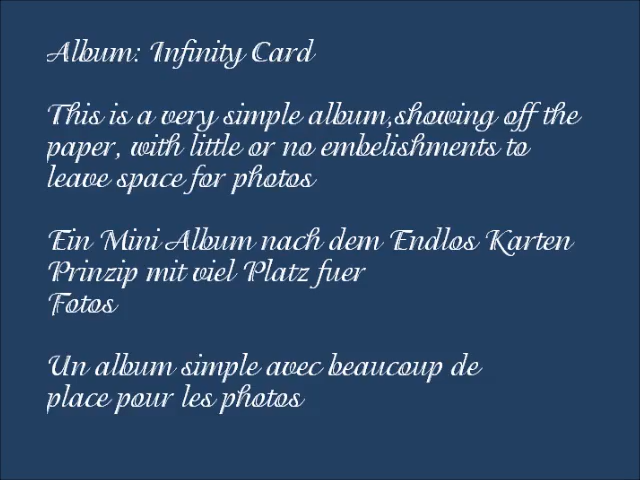 Album: Infinity Card
This is a very simple album,showing off the
paper, with little or no embelishments to
leave space for photos
Ein Mini Album nach dem Endlos Karten
Prinzip mit viel Platz fuer
Fotos
Un album simple avec beaucoup de
place pour les photos